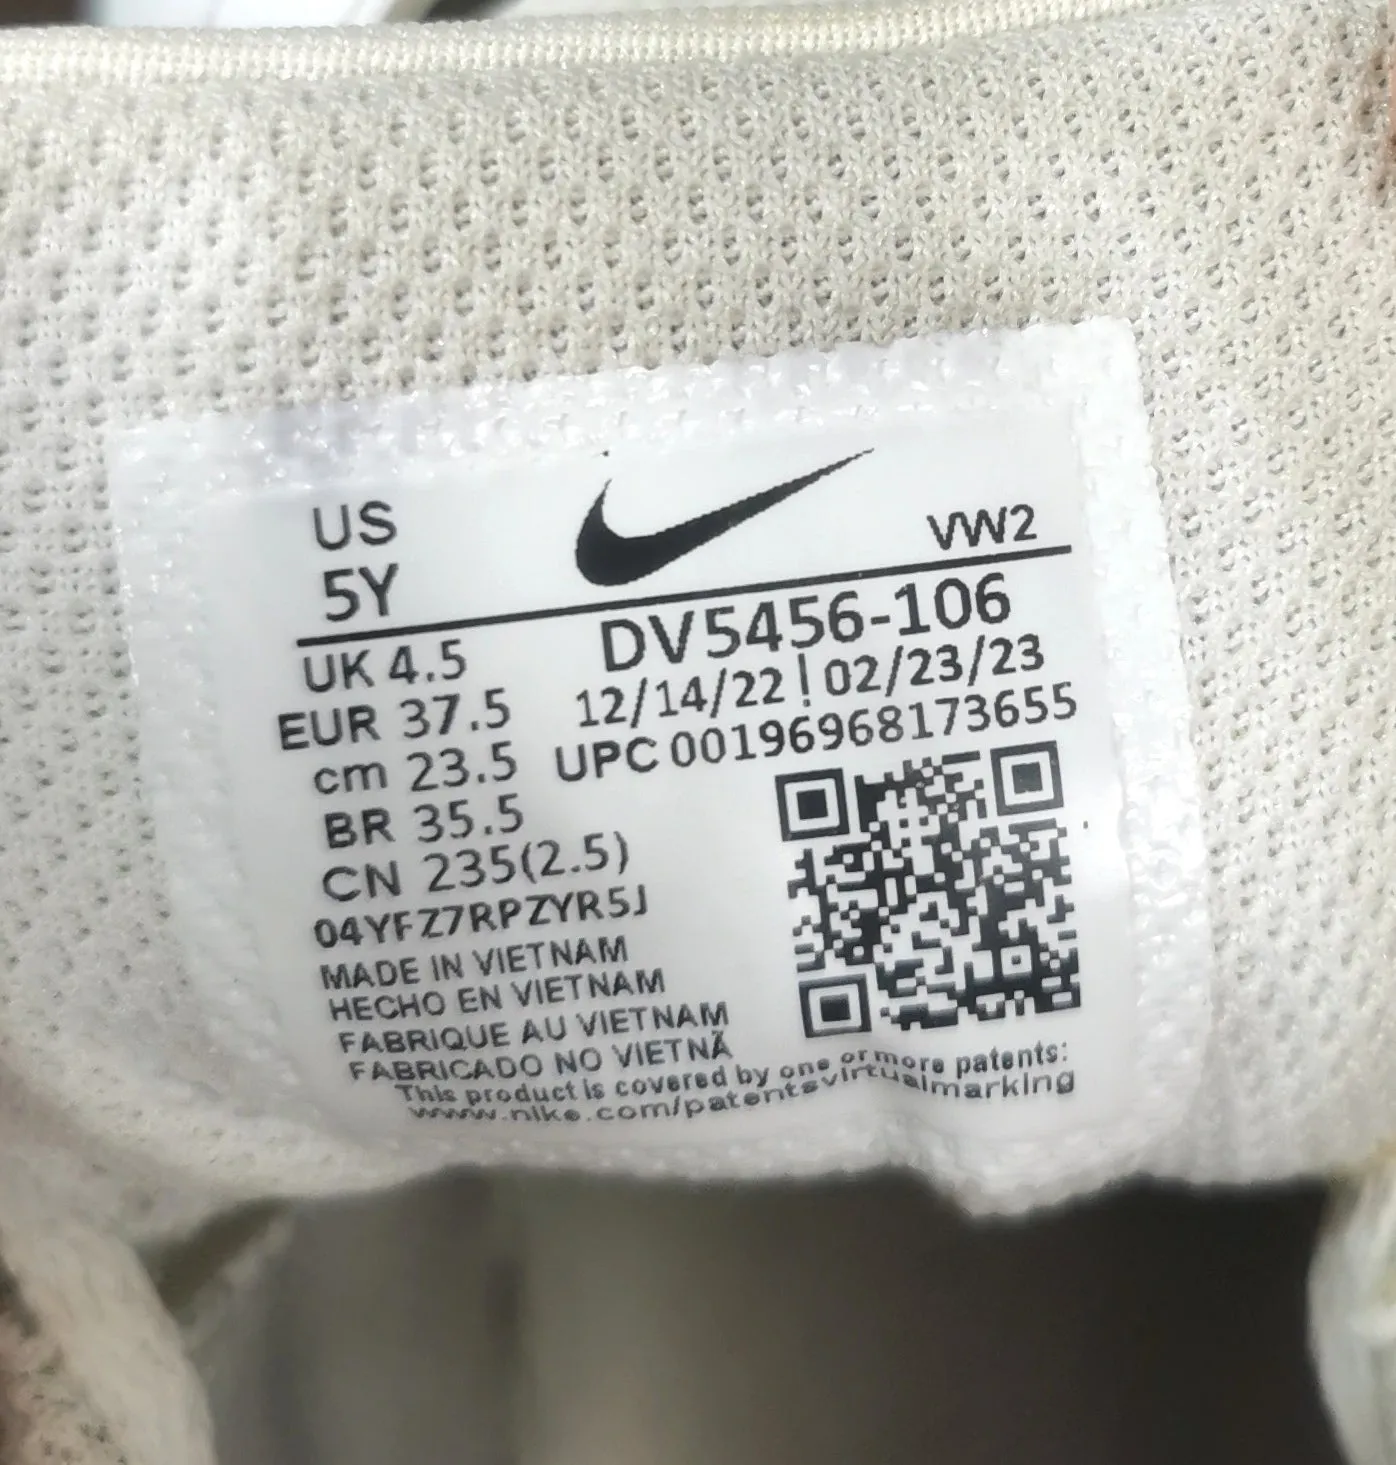 US
5Y
VW2
UK 4.5
EUR 37.5
cm 23.5
BR 35.5
CN 235(2.5)
04YFZ7RPZYR5J
MADE IN VIETNAM
HECHO EN VIETNAM
FABRIQUE AU VIETNAM
FABRICADO NO VIETNÃ
DV5456-106
12/14/22 ! 02/23/23
UPC 00196968173655
This product is covered by one or more patents:
www.nike.com/patentsvirtualmarking